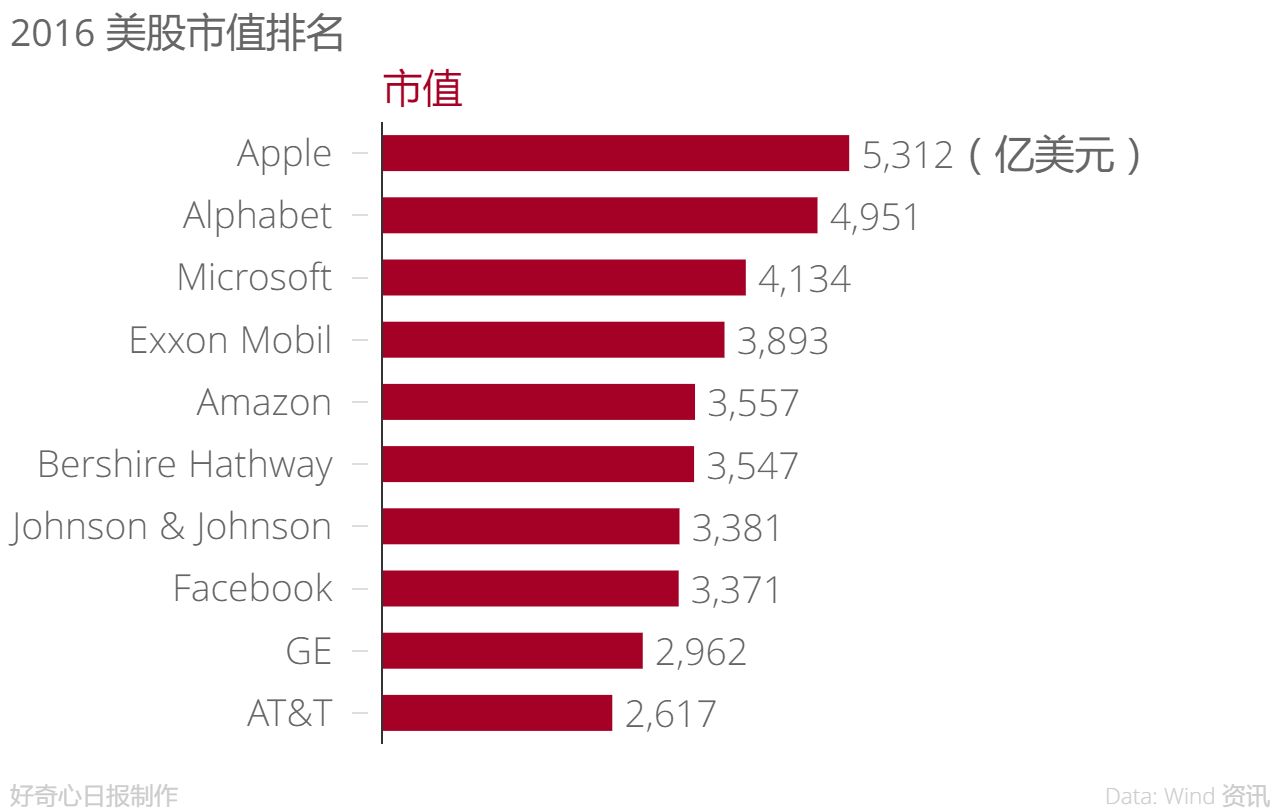 2016 美股市值排名
市值
Apple 5,312（亿美元）
Alphabet 4,951
Microsoft 4,134
Exxon Mobil 3,893
Amazon 3,557
Bershire Hathway 3,547
Johnson & Johnson 3,381
Facebook 3,371
GE 2,962
AT&T 2,617
好奇心日报制作 Data: Wind 资讯